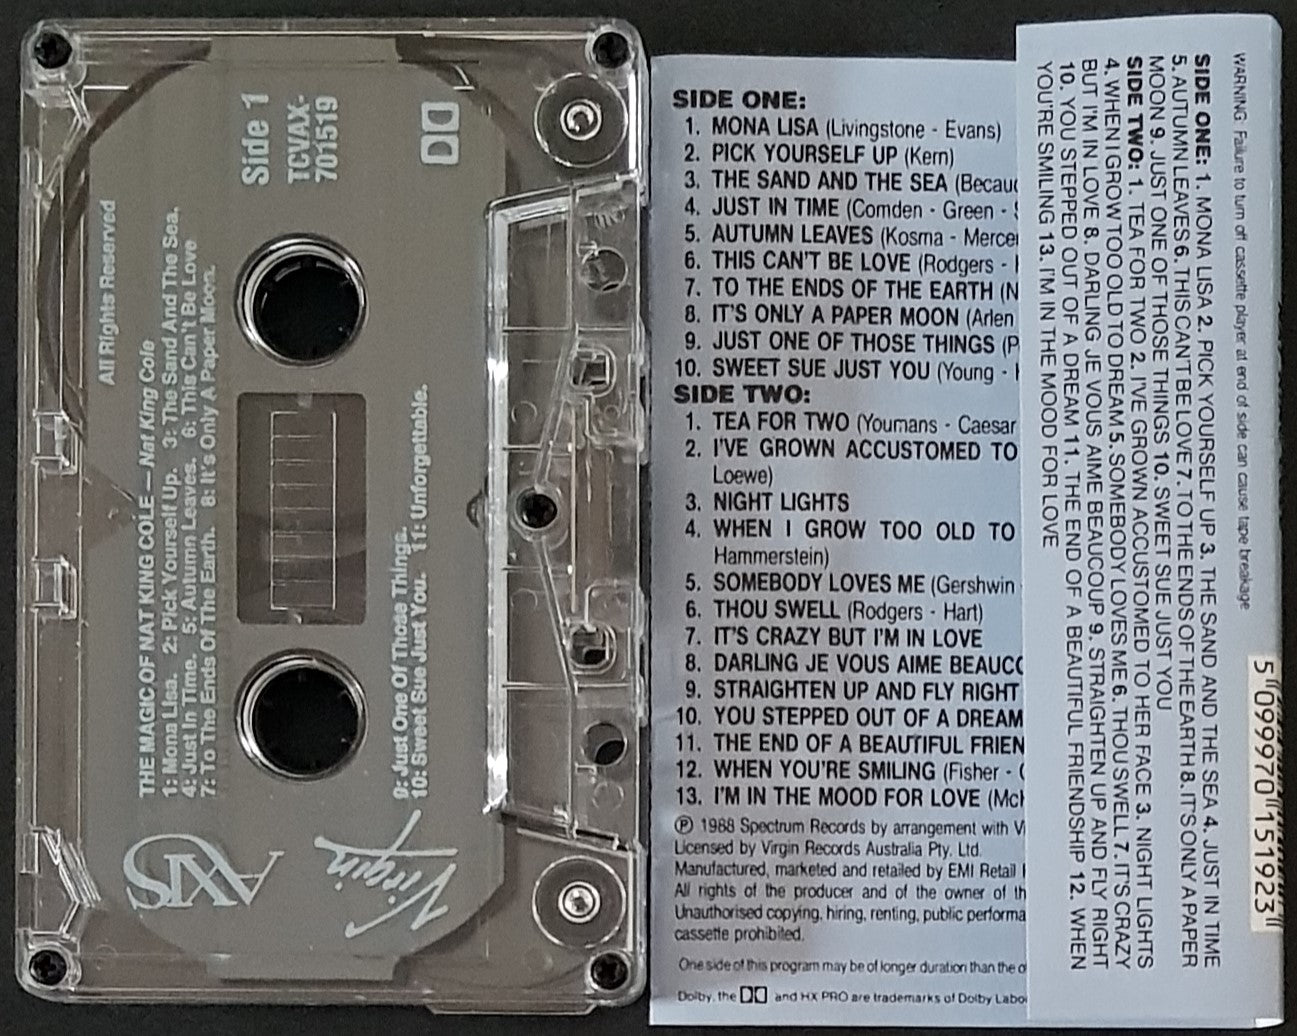 Side 1
TCVAX-
701519
All Rights Reserved
THE MAGIC OF NAT KING COLE — Nat King Cole
1: Mona Lisa. 2: Pick Yourself Up. 3: The Sand And The Sea.
4: Just In Time. 5: Autumn Leaves. 6: This Can't Be Love
7: To The Ends Of The Earth. 8: It's Only A Paper Moon.
9: Just One Of Those Things.
10: Sweet Sue Just You. 11: Unforgettable.
AXIS
Virgin
SIDE ONE:
1. MONA LISA (Livingstone - Evans)
2. PICK YOURSELF UP (Kern)
3. THE SAND AND THE SEA (Becau
4. JUST IN TIME (Comden - Green -
5. AUTUMN LEAVES (Kosma - Mercer
6. THIS CAN'T BE LOVE (Rodgers -
7. TO THE ENDS OF THE EARTH (N
8. IT'S ONLY A PAPER MOON (Arlen
9. JUST ONE OF THOSE THINGS (P
10. SWEET SUE JUST YOU (Young -
SIDE TWO:
1. TEA FOR TWO (Youmans - Caesar
2. I'VE GROWN ACCUSTOMED TO
Loewe)
3. NIGHT LIGHTS
4. WHEN I GROW TOO OLD TO
Hammerstein)
5. SOMEBODY LOVES ME (Gershwin
6. THOU SWELL (Rodgers - Hart)
7. IT'S CRAZY BUT I'M IN LOVE
8. DARLING JE VOUS AIME BEAUCO
9. STRAIGHTEN UP AND FLY RIGHT
10. YOU STEPPED OUT OF A DREAM
11. THE END OF A BEAUTIFUL FRIEN
12. WHEN YOU'RE SMILING (Fisher -
13. I'M IN THE MOOD FOR LOVE (McH
℗ 1988 Spectrum Records by arrangement with Vi
Licensed by Virgin Records Australia Pty. Ltd.
Manufactured, marketed and retailed by EMI Retail
All rights of the producer and of the owner of th
Unauthorised copying, hiring, renting, public performa
cassette prohibited.
One side of this program may be of longer duration than the o
Dolby, the and HX PRO are trademarks of Dolby Labo
WARNING: Failure to turn off cassette player at end of side can cause tape breakage
SIDE ONE: 1. MONA LISA 2. PICK YOURSELF UP 3. THE SAND AND THE SEA 4. JUST IN TIME
5. AUTUMN LEAVES 6. THIS CAN'T BE LOVE 7. TO THE ENDS OF THE EARTH 8. IT'S ONLY A PAPER
MOON 9. JUST ONE OF THOSE THINGS 10. SWEET SUE JUST YOU
SIDE TWO: 1. TEA FOR TWO 2. I'VE GROWN ACCUSTOMED TO HER FACE 3. NIGHT LIGHTS
4. WHEN I GROW TOO OLD TO DREAM 5. SOMEBODY LOVES ME 6. THOU SWELL 7. IT'S CRAZY
BUT I'M IN LOVE 8. DARLING JE VOUS AIME BEAUCOUP 9. STRAIGHTEN UP AND FLY RIGHT
10. YOU STEPPED OUT OF A DREAM 11. THE END OF A BEAUTIFUL FRIENDSHIP 12. WHEN
YOU'RE SMILING 13. I'M IN THE MOOD FOR LOVE
5 099970 151923